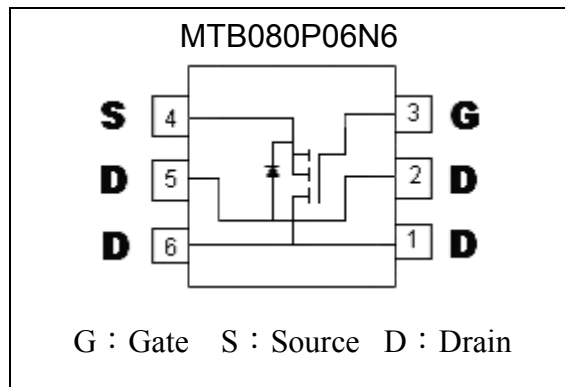 MTB080P06N6
S 4 3 G
D 5 2 D
D 6 1 D
G：Gate S：Source D：Drain